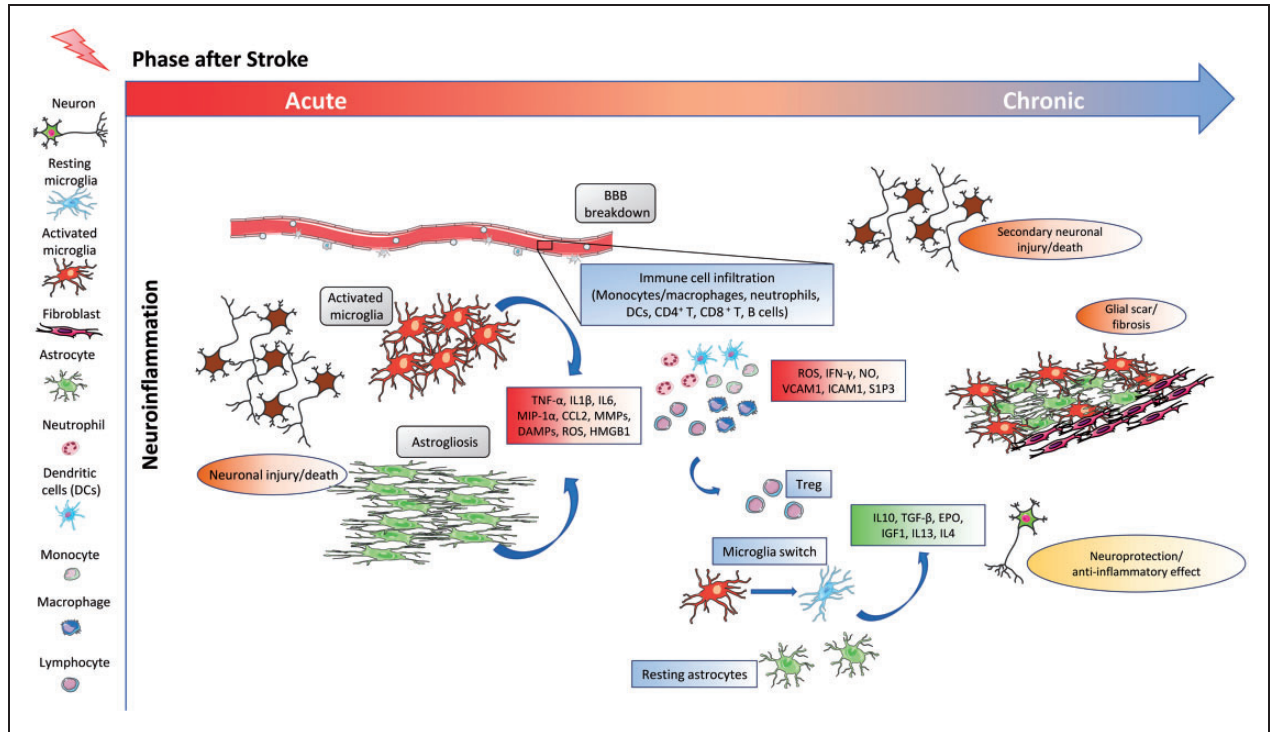 Phase after Stroke
Acute
Chronic
Neuron
Resting
microglia
Activated
microglia
Fibroblast
Astrocyte
Neutrophil
Dendritic
cells (DCs)
Monocyte
Macrophage
Lymphocyte
Neuroinflammation
BBB
breakdown
Immune cell infiltration
(Monocytes/macrophages, neutrophils,
DCs, CD4⁺ T, CD8⁺ T, B cells)
Activated
microglia
Neuronal injury/death
Astrogliosis
TNF-α, IL1β, IL6,
MIP-1α, CCL2, MMPs,
DAMPs, ROS, HMGB1
ROS, IFN-γ, NO,
VCAM1, ICAM1, S1P3
Treg
Microglia switch
Resting astrocytes
IL10, TGF-β, EPO,
IGF1, IL13, IL4
Secondary neuronal
injury/death
Glial scar/
fibrosis
Neuroprotection/
anti-inflammatory effect